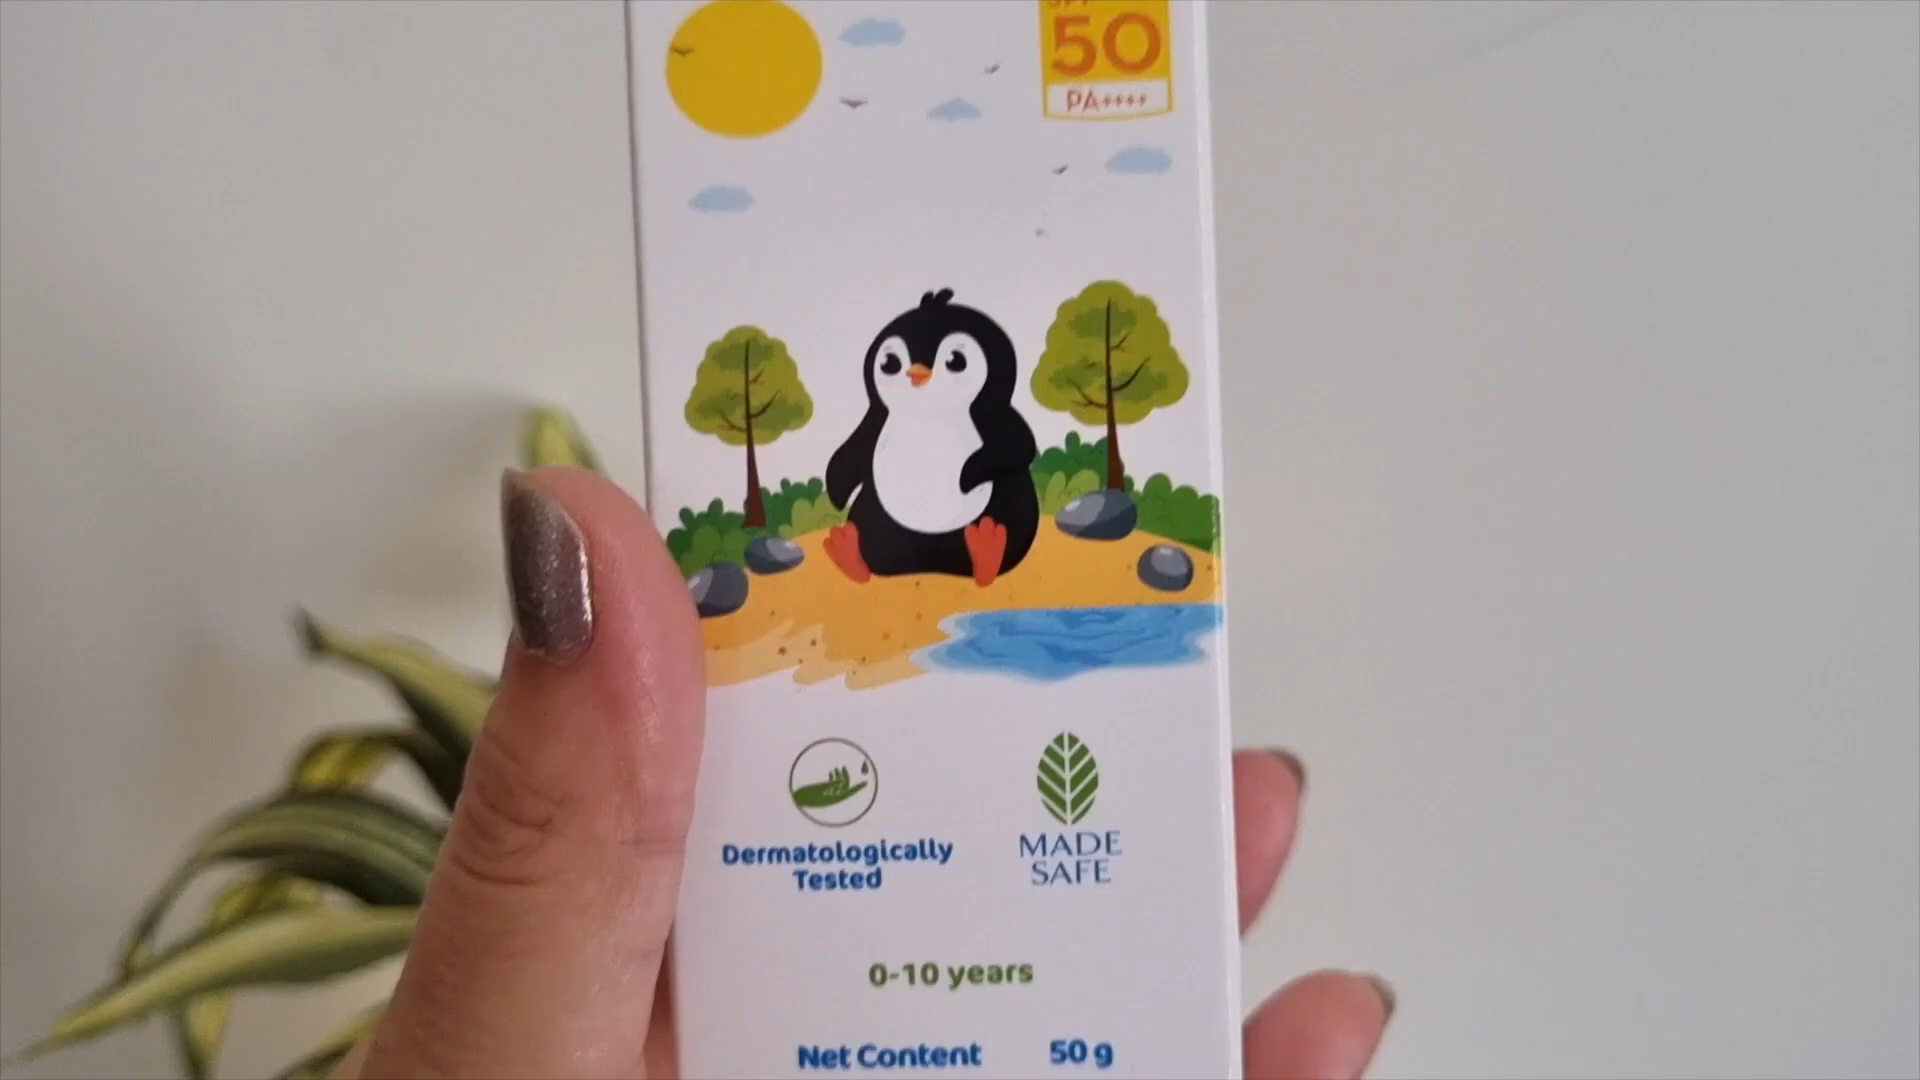 50
PA++++
Dermatologically
Tested
MADE
SAFE
0-10 years
Net Content 50 g